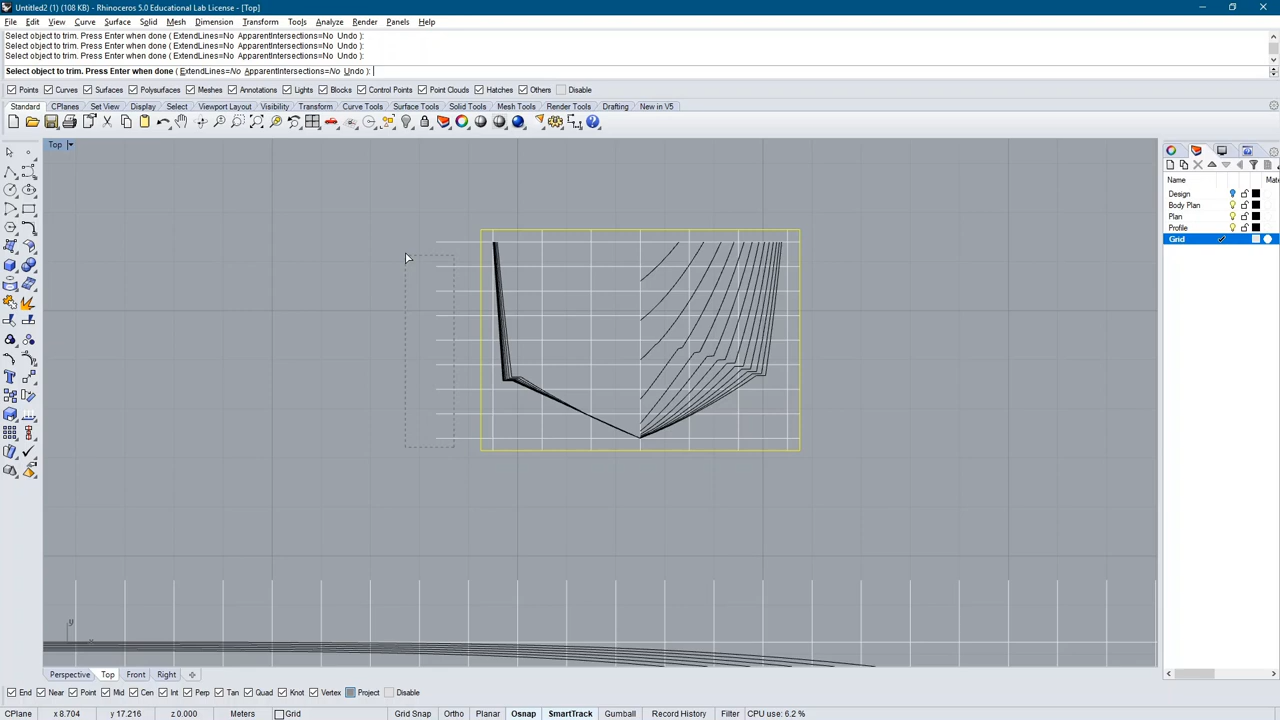 Untitled2 (1) (108 KB) - Rhinoceros 5.0 Educational Lab License - [Top]
File Edit View Curve Surface Solid Mesh Dimension Transform Tools Analyze Render Panels Help
Select object to trim. Press Enter when done ( ExtendLines=No ApparentIntersections=No Undo ):
Select object to trim. Press Enter when done ( ExtendLines=No ApparentIntersections=No Undo ):
Select object to trim. Press Enter when done ( ExtendLines=No ApparentIntersections=No Undo ):
Select object to trim. Press Enter when done ( ExtendLines=No ApparentIntersections=No Undo ):
Points Curves Surfaces Polysurfaces Meshes Annotations Lights Blocks Control Points Point Clouds Hatches Others Disable
Standard CPlanes Set View Display Select Viewport Layout Visibility Transform Curve Tools Surface Tools Solid Tools Mesh Tools Render Tools Drafting New in V5
Top
Name Mate
Design
Body Plan
Plan
Profile
Grid
y
x
Perspective Top Front Right
End Near Point Mid Cen Int Perp Tan Quad Knot Vertex Project Disable
CPlane x 8.704 y 17.216 z 0.000 Meters Grid Grid Snap Ortho Planar Osnap SmartTrack Gumball Record History Filter CPU use: 6.2 %